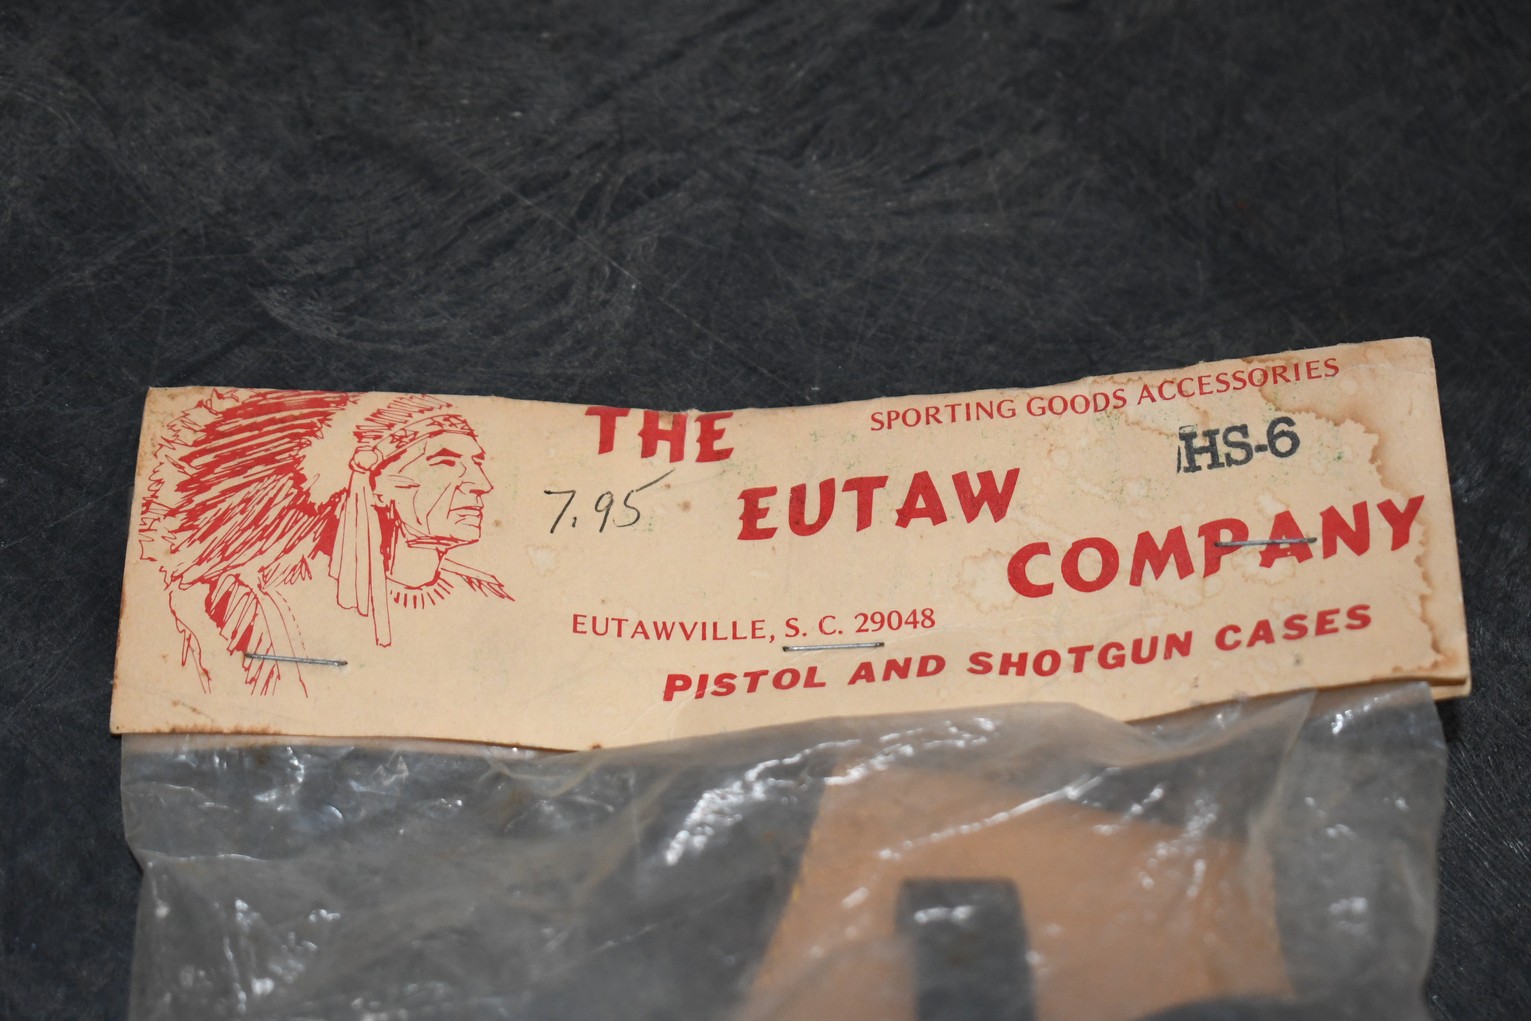 SPORTING GOODS ACCESSORIES
HS-6
THE
EUTAW
COMPANY
7.95
EUTAWVILLE, S. C. 29048
PISTOL AND SHOTGUN CASES